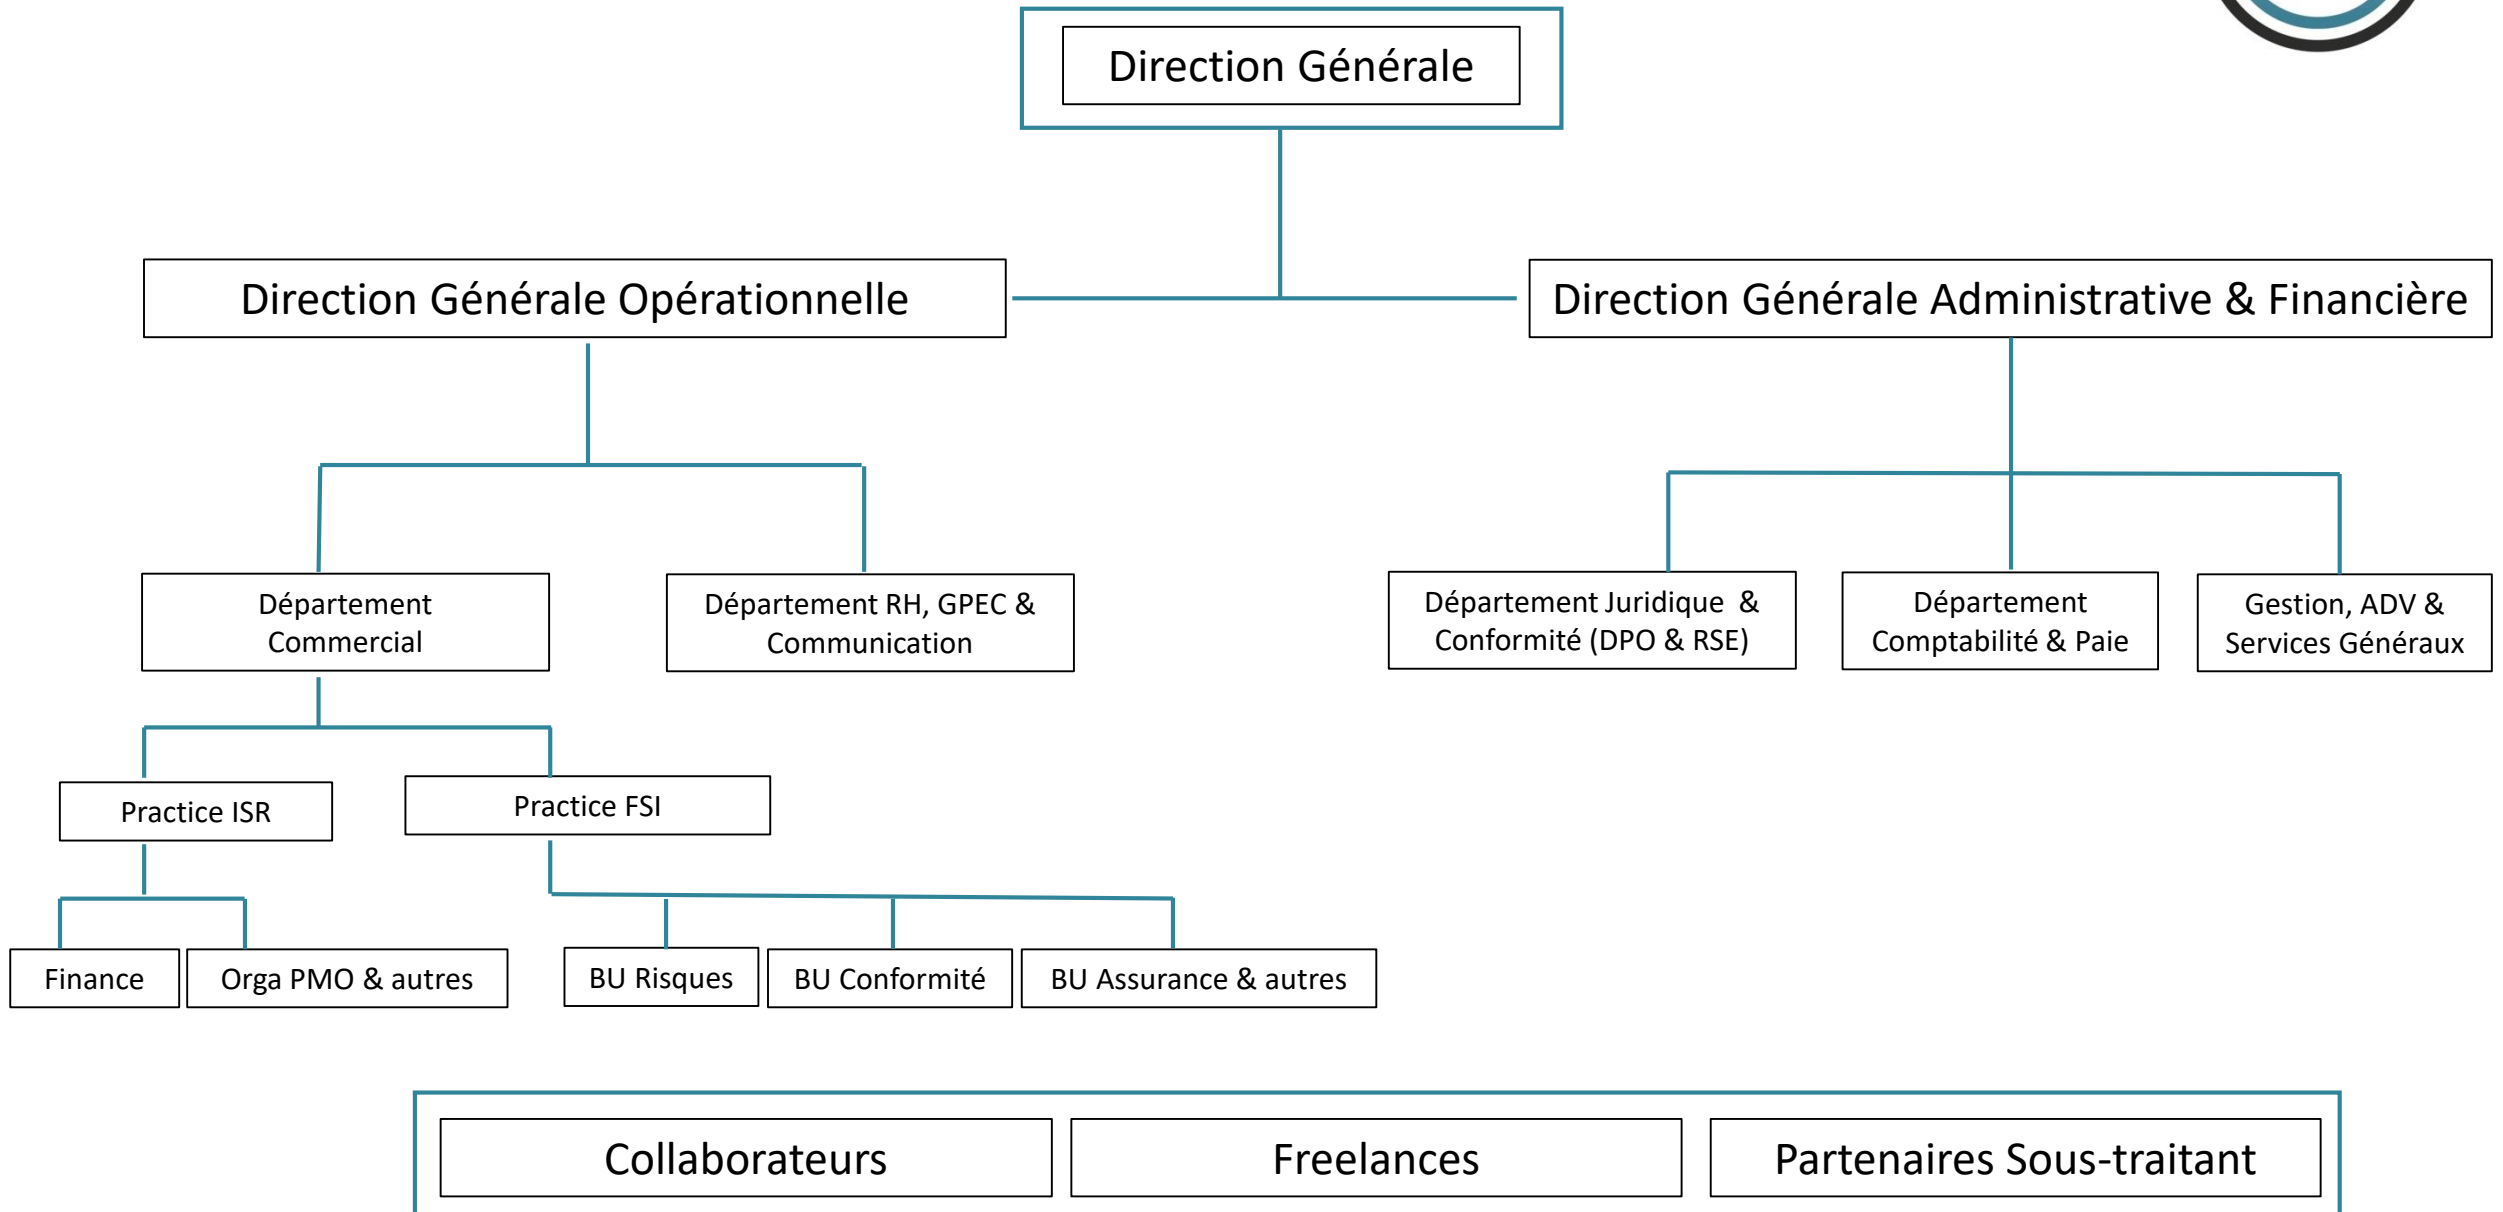 Direction Générale
Direction Générale Opérationnelle
Direction Générale Administrative & Financière
Département
Commercial
Département RH, GPEC &
Communication
Département Juridique &
Conformité (DPO & RSE)
Département
Comptabilité & Paie
Gestion, ADV &
Services Généraux
Practice ISR
Practice FSI
Finance
Orga PMO & autres
BU Risques
BU Conformité
BU Assurance & autres
Collaborateurs
Freelances
Partenaires Sous-traitant